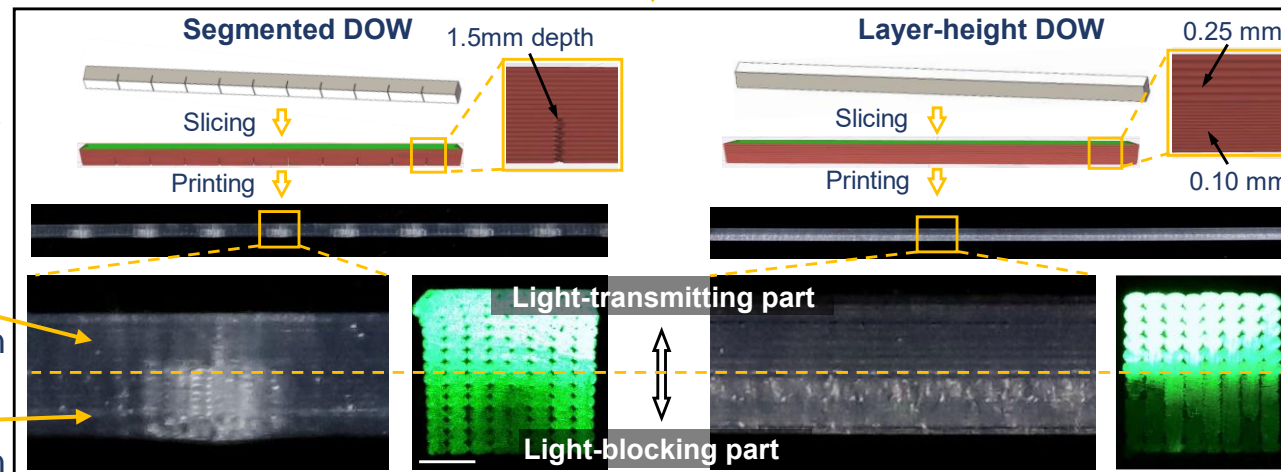 Segmented DOW
1.5mm depth
Layer-height DOW
0.25 mm
Slicing
Slicing
Printing
Printing
0.10 mm
Light-transmitting part
Light-blocking part